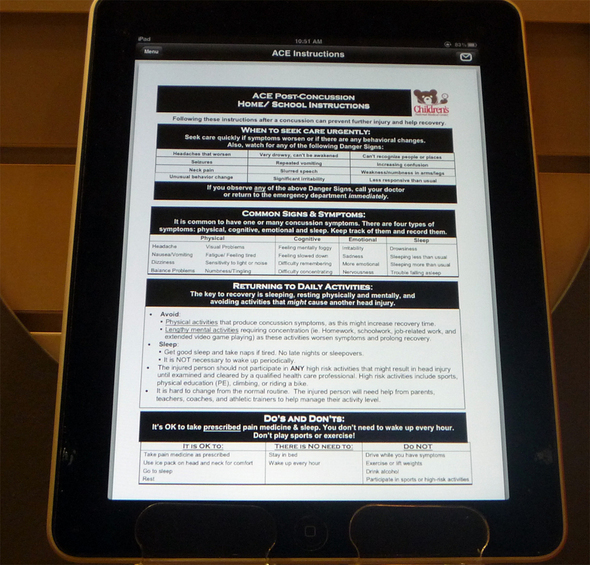 iPad
10:51 AM
Menu
ACE Instructions
ACE Post-Concussion
Home/ School Instructions
Children's
Following these instructions after a concussion can prevent further injury and help recovery.
When to seek care urgently:
Seek care quickly if symptoms worsen or if there are any behavioral changes.
Also, watch for any of the following Danger Signs:
Headaches that worsen Very drowsy, can't be awakened Can't recognize people or places
Seizures Repeated vomiting Increasing confusion
Neck pain Slurred speech Weakness/numbness in arms/legs
Unusual behavior change Significant irritability Less responsive than usual
If you observe any of the above Danger Signs, call your doctor
or return to the emergency department immediately.
Common Signs & Symptoms:
It is common to have one or many concussion symptoms. There are four types of
symptoms: physical, cognitive, emotional and sleep. Keep track of them and record them.
Physical Cognitive Emotional Sleep
Headache Visual Problems Feeling mentally foggy Irritability Drowsiness
Nausea/Vomiting Fatigue/ Feeling tired Feeling slowed down Sadness Sleeping less than usual
Dizziness Sensitivity to light or noise Difficulty remembering More emotional Sleeping more than usual
Balance Problems Numbness/Tingling Difficulty concentrating Nervousness Trouble falling asleep
Returning to Daily Activities:
The key to recovery is sleeping, resting physically and mentally, and
avoiding activities that might cause another head injury.
• Avoid:
• Physical activities that produce concussion symptoms, as this might increase recovery time.
• Lengthy mental activities requiring concentration (ie. Homework, schoolwork, job-related work, and
extended video game playing) as these activities worsen symptoms and prolong recovery.
• Sleep:
• Get good sleep and take naps if tired. No late nights or sleepovers.
• It is NOT necessary to wake up periodically.
• The injured person should not participate in ANY high risk activities that might result in head injury
until examined and cleared by a qualified health care professional. High risk activities include sports,
physical education (PE), climbing, or riding a bike.
• It is hard to change from the normal routine. The injured person will need help from parents,
teachers, coaches, and athletic trainers to help manage their activity level.
Do's and Don'ts:
It's OK to take prescribed pain medicine & sleep. You don't need to wake up every hour.
Don't play sports or exercise!
It is OK to: There is NO need to: Do NOT
Take pain medicine as prescribed Stay in bed Drive while you have symptoms
Use ice pack on head and neck for comfort Wake up every hour Exercise or lift weights
Go to sleep Drink alcohol
Rest Participate in sports or high-risk activities